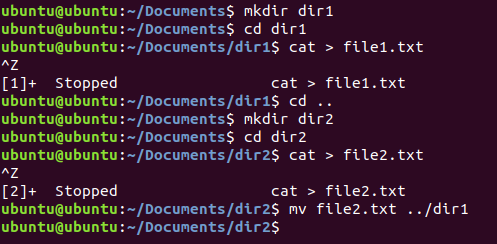 ubuntu@ubuntu:~/Documents$ mkdir dir1
ubuntu@ubuntu:~/Documents$ cd dir1
ubuntu@ubuntu:~/Documents/dir1$ cat > file1.txt
^Z
[1]+  Stopped                 cat > file1.txt
ubuntu@ubuntu:~/Documents/dir1$ cd ..
ubuntu@ubuntu:~/Documents$ mkdir dir2
ubuntu@ubuntu:~/Documents$ cd dir2
ubuntu@ubuntu:~/Documents/dir2$ cat > file2.txt
^Z
[2]+  Stopped                 cat > file2.txt
ubuntu@ubuntu:~/Documents/dir2$ mv file2.txt ../dir1
ubuntu@ubuntu:~/Documents/dir2$